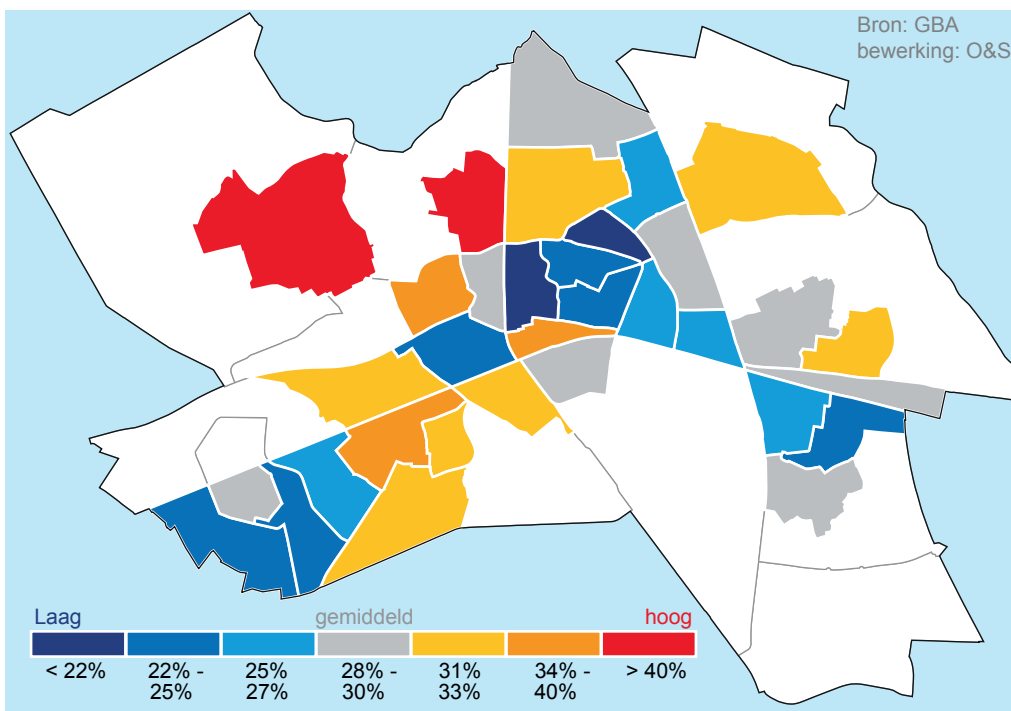 Bron: GBA
bewerking: O&S
Laag gemiddeld hoog
< 22% 22% - 25% 28% - 31% 34% - > 40%
25% 27% 30% 33% 40%